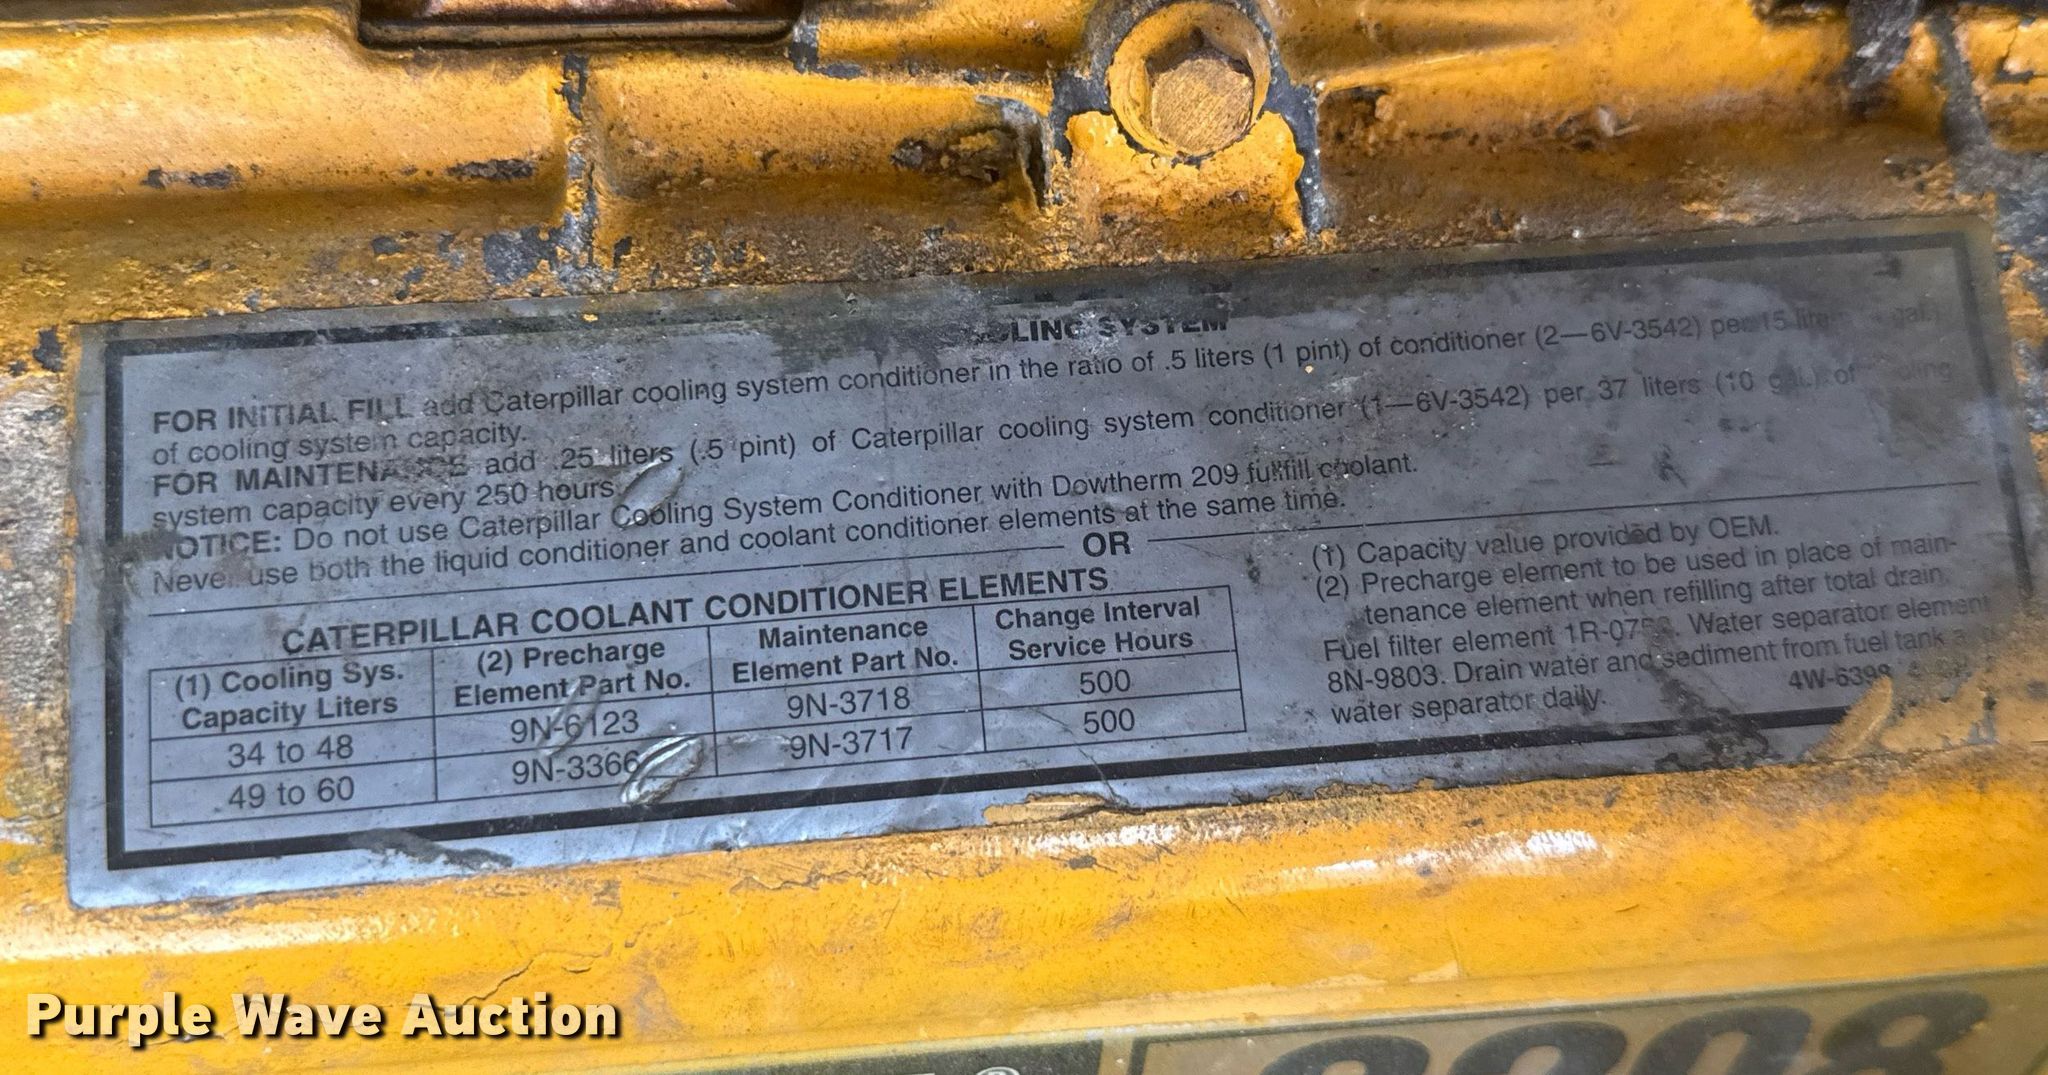 COOLING SYSTEM
FOR INITIAL FILL add Caterpillar cooling system conditioner in the ratio of .5 liters (1 pint) of conditioner (2—6V-3542) per 15 liters gal.)
of cooling system capacity.
FOR MAINTENANCE add .25 liters (.5 pint) of Caterpillar cooling system conditioner (1—6V-3542) per 37 liters (10 gal.) of cooling
system capacity every 250 hours.
NOTICE: Do not use Caterpillar Cooling System Conditioner with Dowtherm 209 fullfill coolant.
Never use both the liquid conditioner and coolant conditioner elements at the same time.
OR
CATERPILLAR COOLANT CONDITIONER ELEMENTS
(1) Cooling Sys. Capacity Liters (2) Precharge Element Part No. Maintenance Element Part No. Change Interval Service Hours
34 to 48 9N-6123 9N-3718 500
49 to 60 9N-3366 9N-3717 500
(1) Capacity value provided by OEM.
(2) Precharge element to be used in place of main-
tenance element when refilling after total drain.
Fuel filter element Water separator element
8N-9803. Drain water and sediment from fuel tank
water separator daily.
Purple Wave Auction